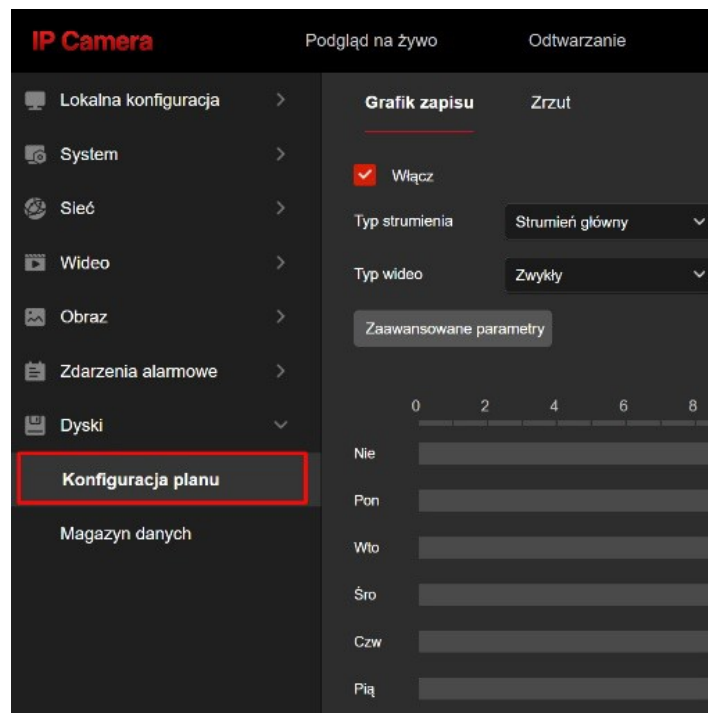 IP Camera
Podgląd na żywo
Odtwarzanie
Lokalna konfiguracja
System
Sieć
Wideo
Obraz
Zdarzenia alarmowe
Dyski
Konfiguracja planu
Magazyn danych
Grafik zapisu
Zrzut
Włącz
Typ strumienia
Strumień główny
Typ wideo
Zwykły
Zaawansowane parametry
0 2 4 6 8
Nie
Pon
Wto
Śro
Czw
Pią